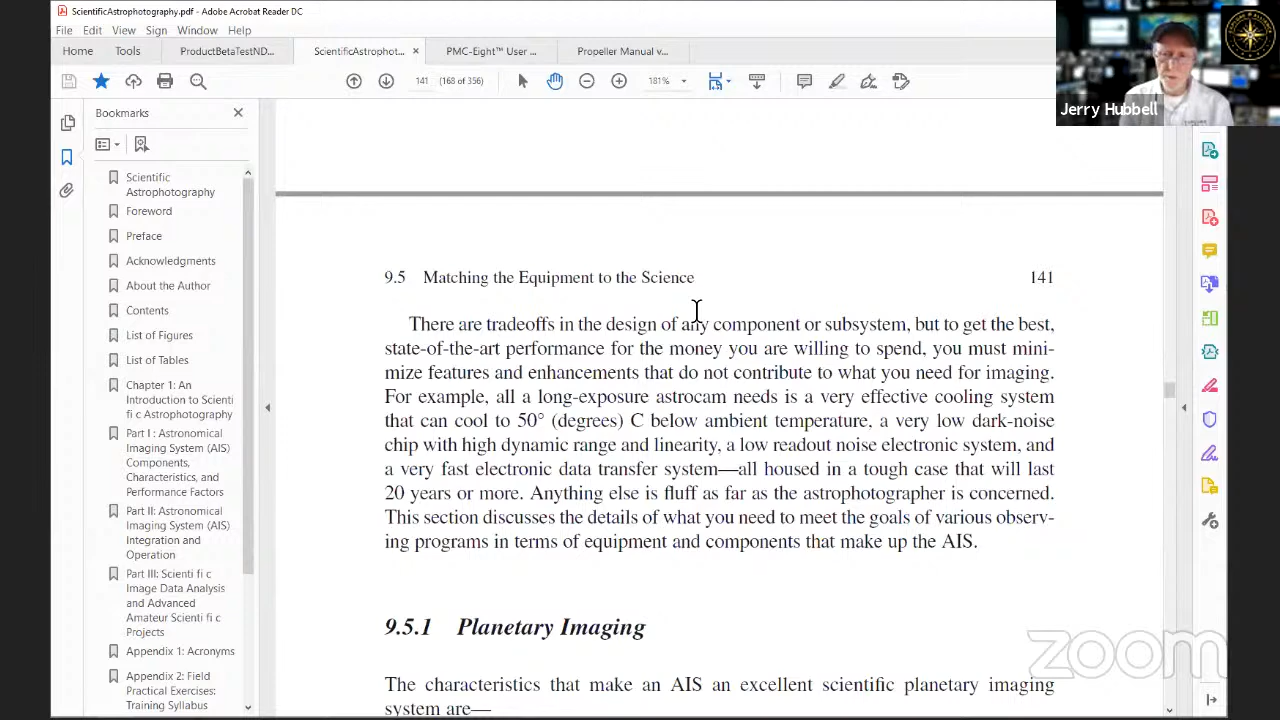 ScientificAstrophotography.pdf - Adobe Acrobat Reader DC
File Edit View Sign Window Help
Home Tools ProductBetaTestND... ScientificAstrophot... × PMC-Eight™ User ... Propeller Manual v...
141 (168 of 356) 181%
Jerry Hubbell
Bookmarks
Scientific
Astrophotography
Foreword
Preface
Acknowledgments
About the Author
Contents
List of Figures
List of Tables
Chapter 1: An
Introduction to Scienti
fi c Astrophotography
Part I : Astronomical
Imaging System (AIS)
Components,
Characteristics, and
Performance Factors
Part II: Astronomical
Imaging System (AIS)
Integration and
Operation
Part III: Scienti fi c
Image Data Analysis
and Advanced
Amateur Scienti fi c
Projects
Appendix 1: Acronyms
Appendix 2: Field
Practical Exercises:
Training Syllabus
9.5 Matching the Equipment to the Science 141
There are tradeoffs in the design of any component or subsystem, but to get the best,
state-of-the-art performance for the money you are willing to spend, you must mini-
mize features and enhancements that do not contribute to what you need for imaging.
For example, all a long-exposure astrocam needs is a very effective cooling system
that can cool to 50° (degrees) C below ambient temperature, a very low dark-noise
chip with high dynamic range and linearity, a low readout noise electronic system, and
a very fast electronic data transfer system—all housed in a tough case that will last
20 years or more. Anything else is fluff as far as the astrophotographer is concerned.
This section discusses the details of what you need to meet the goals of various observ-
ing programs in terms of equipment and components that make up the AIS.
9.5.1 Planetary Imaging
The characteristics that make an AIS an excellent scientific planetary imaging
system are—
zoom